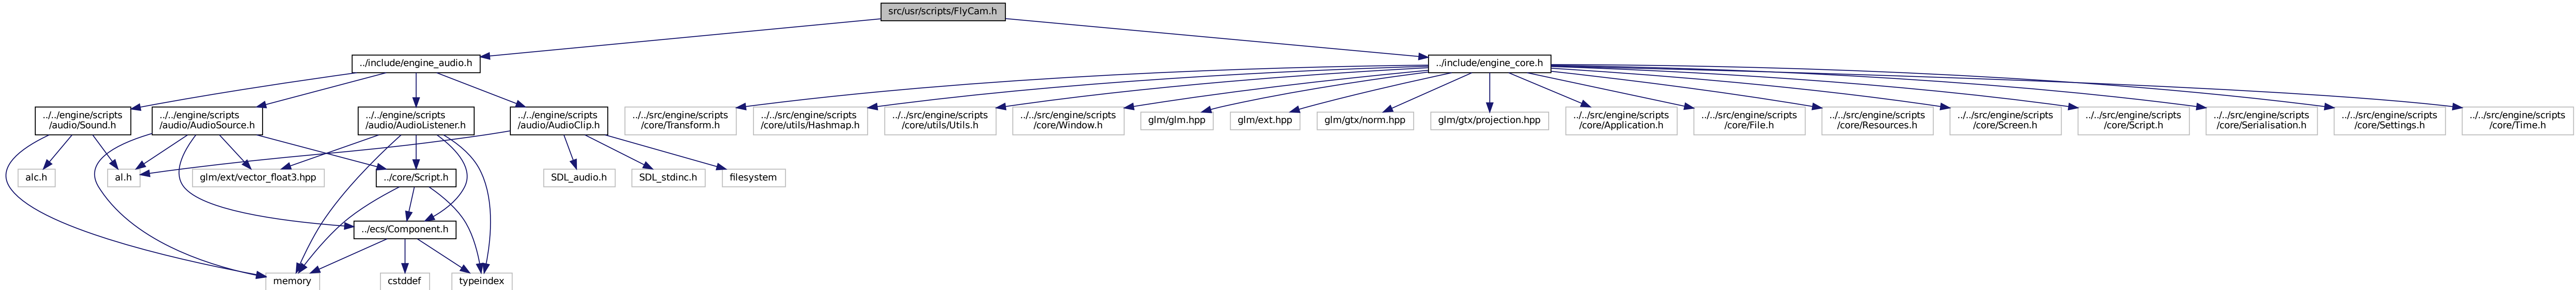 src/usr/scripts/FlyCam.h
../include/engine_audio.h
../include/engine_core.h
../../engine/scripts
/audio/Sound.h
../../engine/scripts
/audio/AudioSource.h
../../engine/scripts
/audio/AudioListener.h
../../engine/scripts
/audio/AudioClip.h
../../src/engine/scripts
/core/Transform.h
../../src/engine/scripts
/core/utils/Hashmap.h
../../src/engine/scripts
/core/utils/Utils.h
../../src/engine/scripts
/core/Window.h
glm/glm.hpp
glm/ext.hpp
glm/gtx/norm.hpp
glm/gtx/projection.hpp
../../src/engine/scripts
/core/Application.h
../../src/engine/scripts
/core/File.h
../../src/engine/scripts
/core/Resources.h
../../src/engine/scripts
/core/Screen.h
../../src/engine/scripts
/core/Script.h
../../src/engine/scripts
/core/Serialisation.h
../../src/engine/scripts
/core/Settings.h
../../src/engine/scripts
/core/Time.h
alc.h
al.h
glm/ext/vector_float3.hpp
../core/Script.h
SDL_audio.h
SDL_stdinc.h
filesystem
../ecs/Component.h
memory
cstddef
typeindex